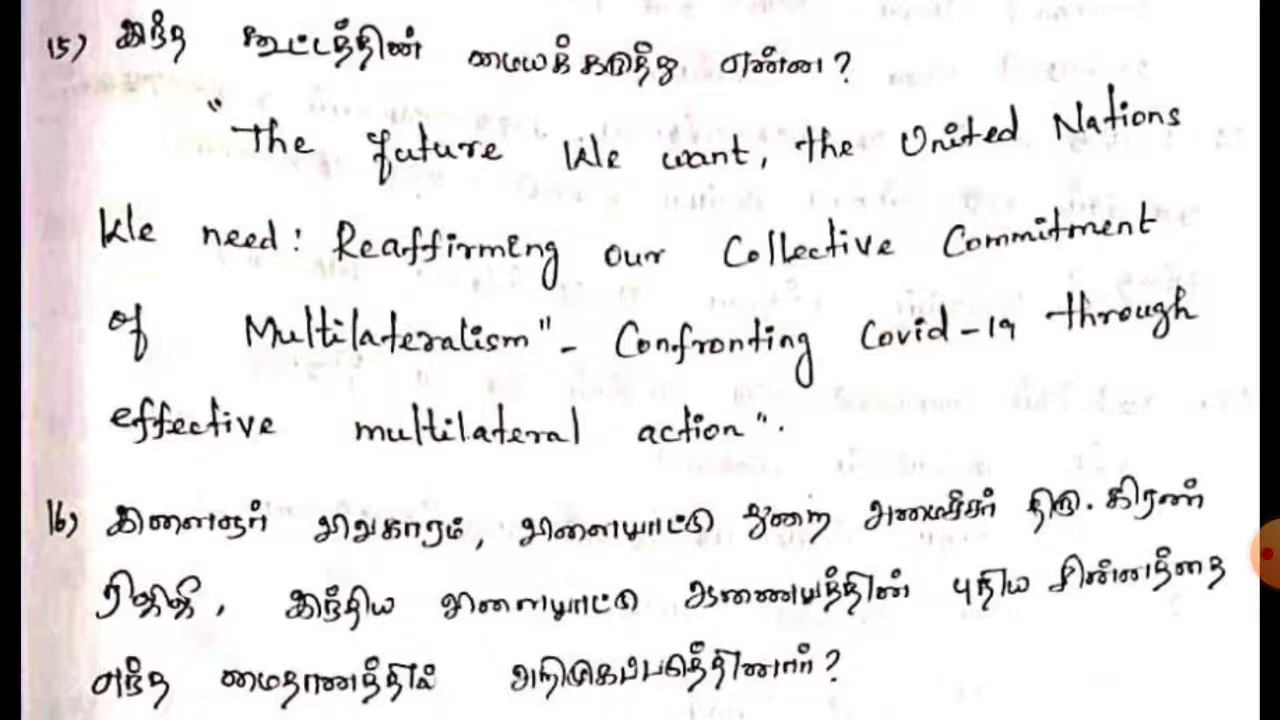 15) இந்த கூட்டத்தின் மையக்கருத்து என்ன?
"The future We want, the United Nations
We need: Reaffirming our Collective Commitment
of Multilateralism" - Confronting Covid-19 through
effective multilateral action".
16) இளைஞர் விவகாரம், விளையாட்டு துறை அமைச்சர் திரு. கிரண்
ரிஜிஜீ, இந்திய விளையாட்டு ஆணையத்தின் புதிய சின்னத்தை
எந்த மைதானத்தில் அறிமுகப்படுத்தினார்?